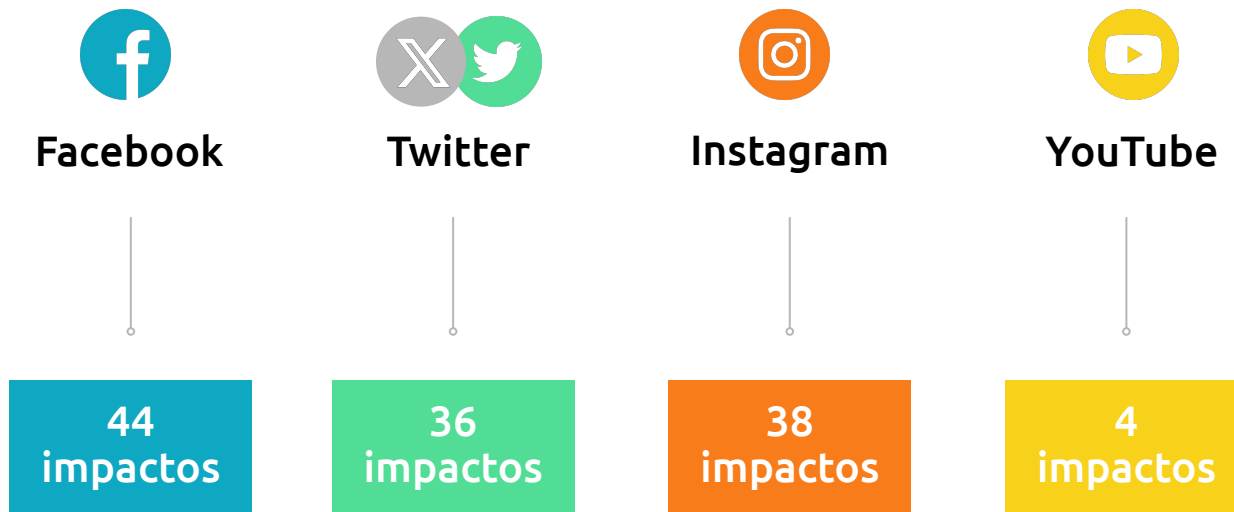 Facebook
Twitter
Instagram
YouTube
44
impactos
36
impactos
38
impactos
4
impactos